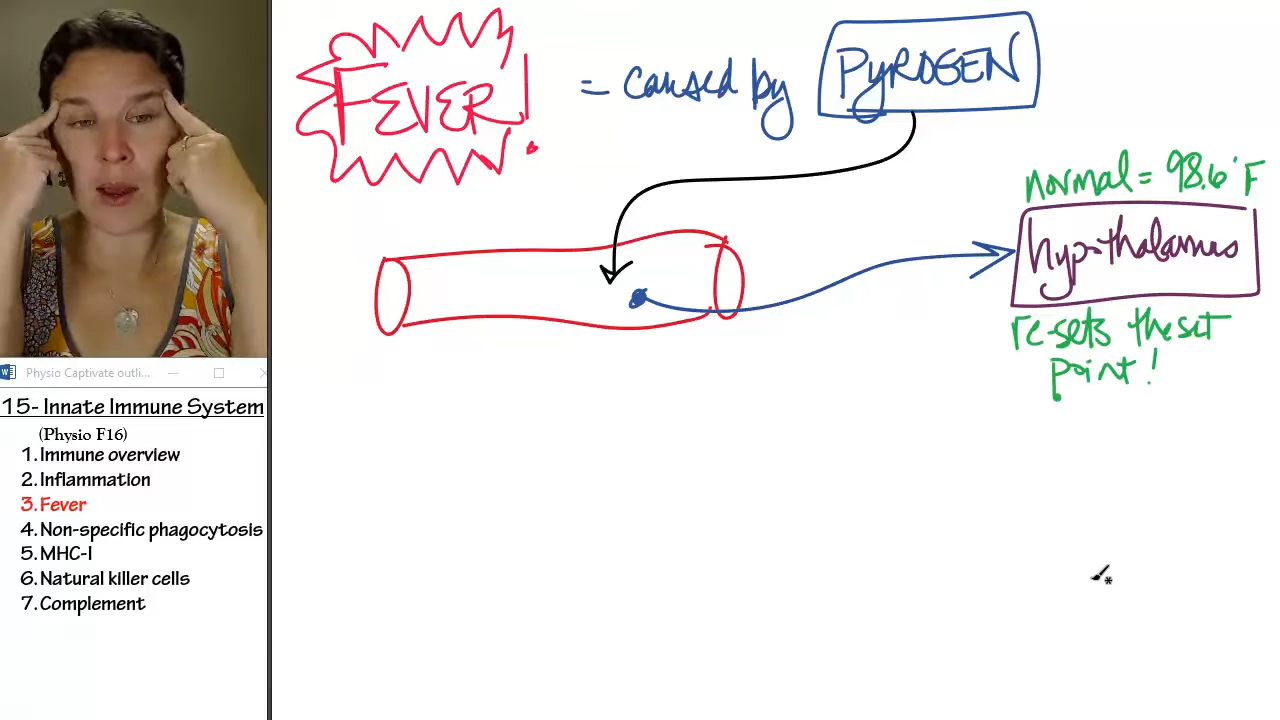 FEVER! = caused by PYROGEN
normal = 98.6°F
hypothalamus
re-sets the set
point!
Physio Captivate outli...
15- Innate Immune System
(Physio F16)
1. Immune overview
2. Inflammation
3. Fever
4. Non-specific phagocytosis
5. MHC-I
6. Natural killer cells
7. Complement